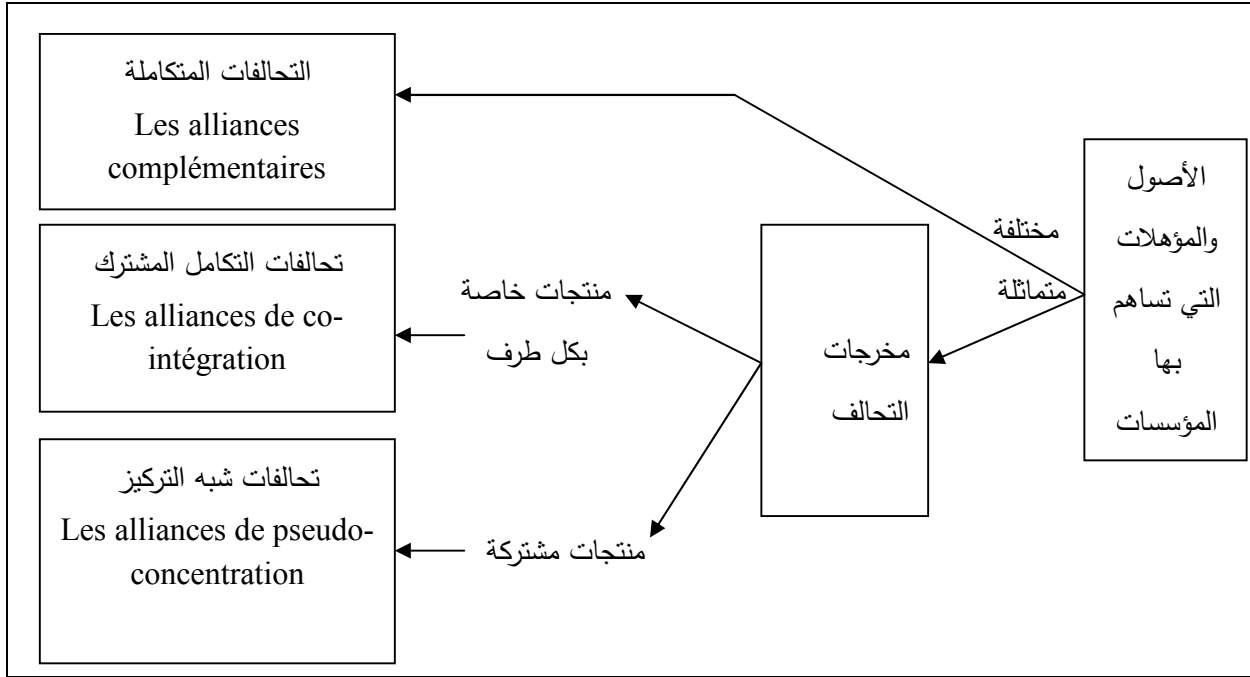 الأصول
والمؤهلات
التي تساهم
بها
المؤسسات
مختلفة
متماثلة
مخرجات
التحالف
منتجات خاصة
بكل طرف
منتجات مشتركة
التحالفات المتكاملة
Les alliances
complémentaires
تحالفات التكامل المشترك
Les alliances de co-
intégration
تحالفات شبه التركيز
Les alliances de pseudo-
concentration